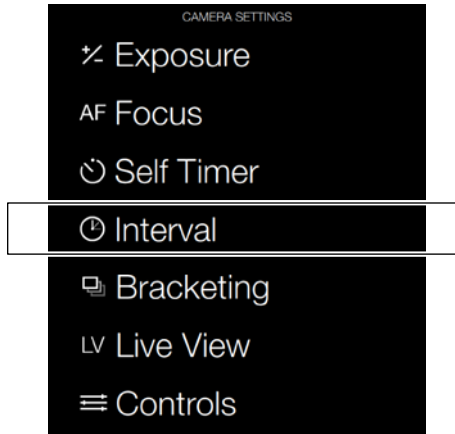 CAMERA SETTINGS
+/- Exposure
AF Focus
Self Timer
Interval
Bracketing
LV Live View
Controls